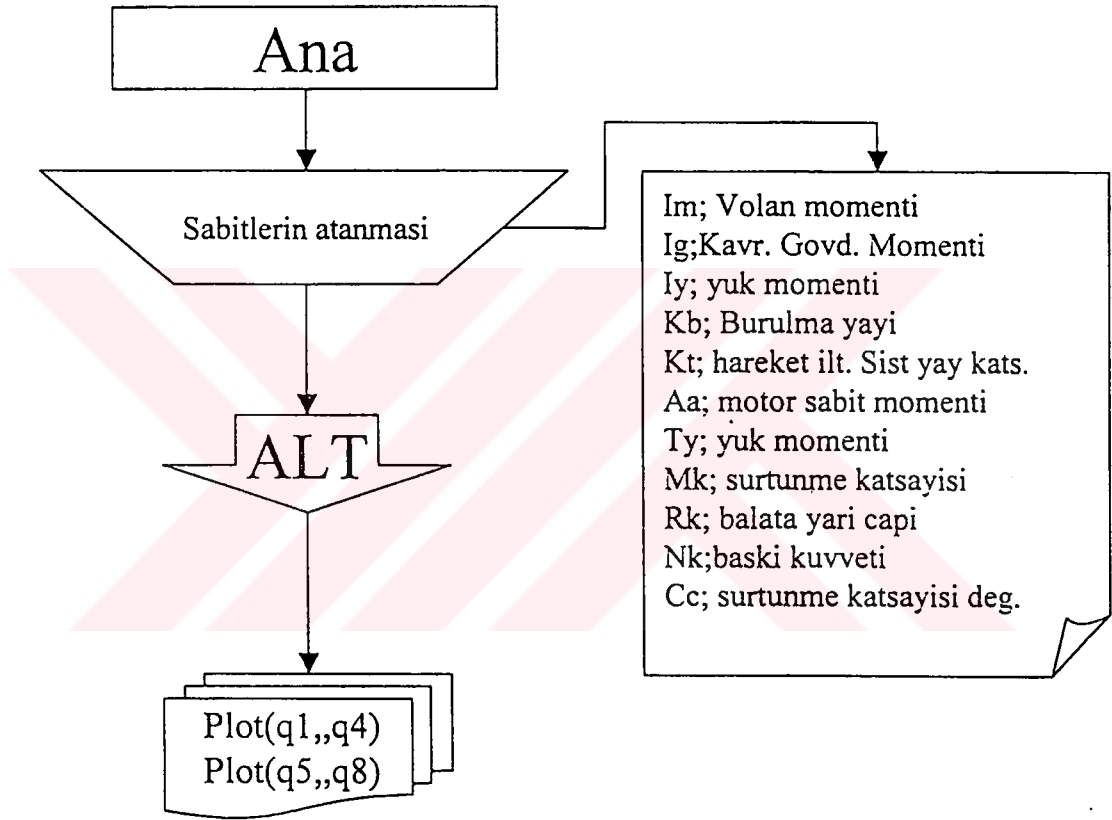 Ana
Sabitlerin atanmasi
Im; Volan momenti
Ig;Kavr. Govd. Momenti
Iy; yuk momenti
Kb; Burulma yayi
Kt; hareket ilt. Sist yay kats.
Aa; motor sabit momenti
Ty; yuk momenti
Mk; surtunme katsayisi
Rk; balata yari capi
Nk;baski kuvveti
Cc; surtunme katsayisi deg.
ALT
Plot(q1,,q4)
Plot(q5,,q8)